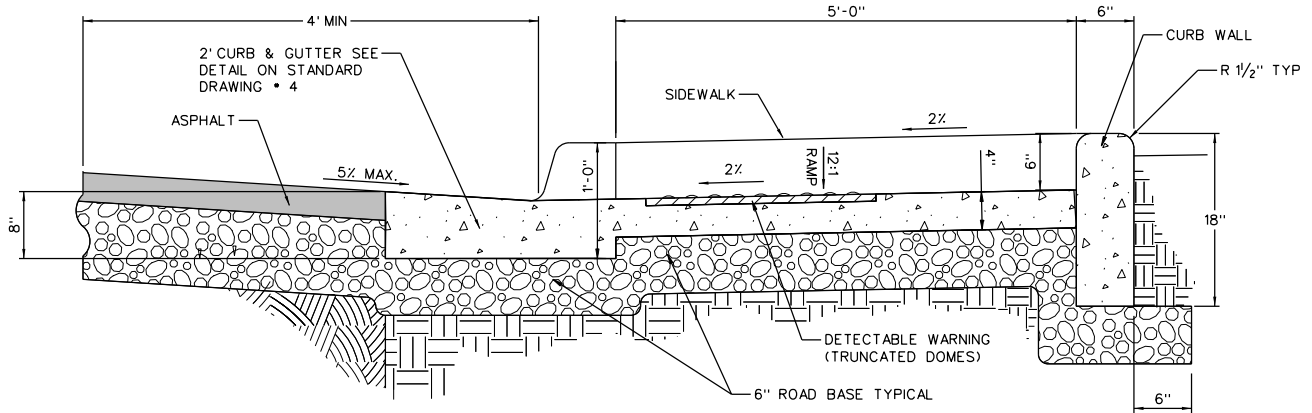 4' MIN
5'-0"
6"
2' CURB & GUTTER SEE
DETAIL ON STANDARD
DRAWING * 4
CURB WALL
R 1½" TYP
SIDEWALK
ASPHALT
2%
5% MAX.
2%
12:1
RAMP
1'-0"
4"
6"
8"
18"
DETECTABLE WARNING
(TRUNCATED DOMES)
6" ROAD BASE TYPICAL
6"